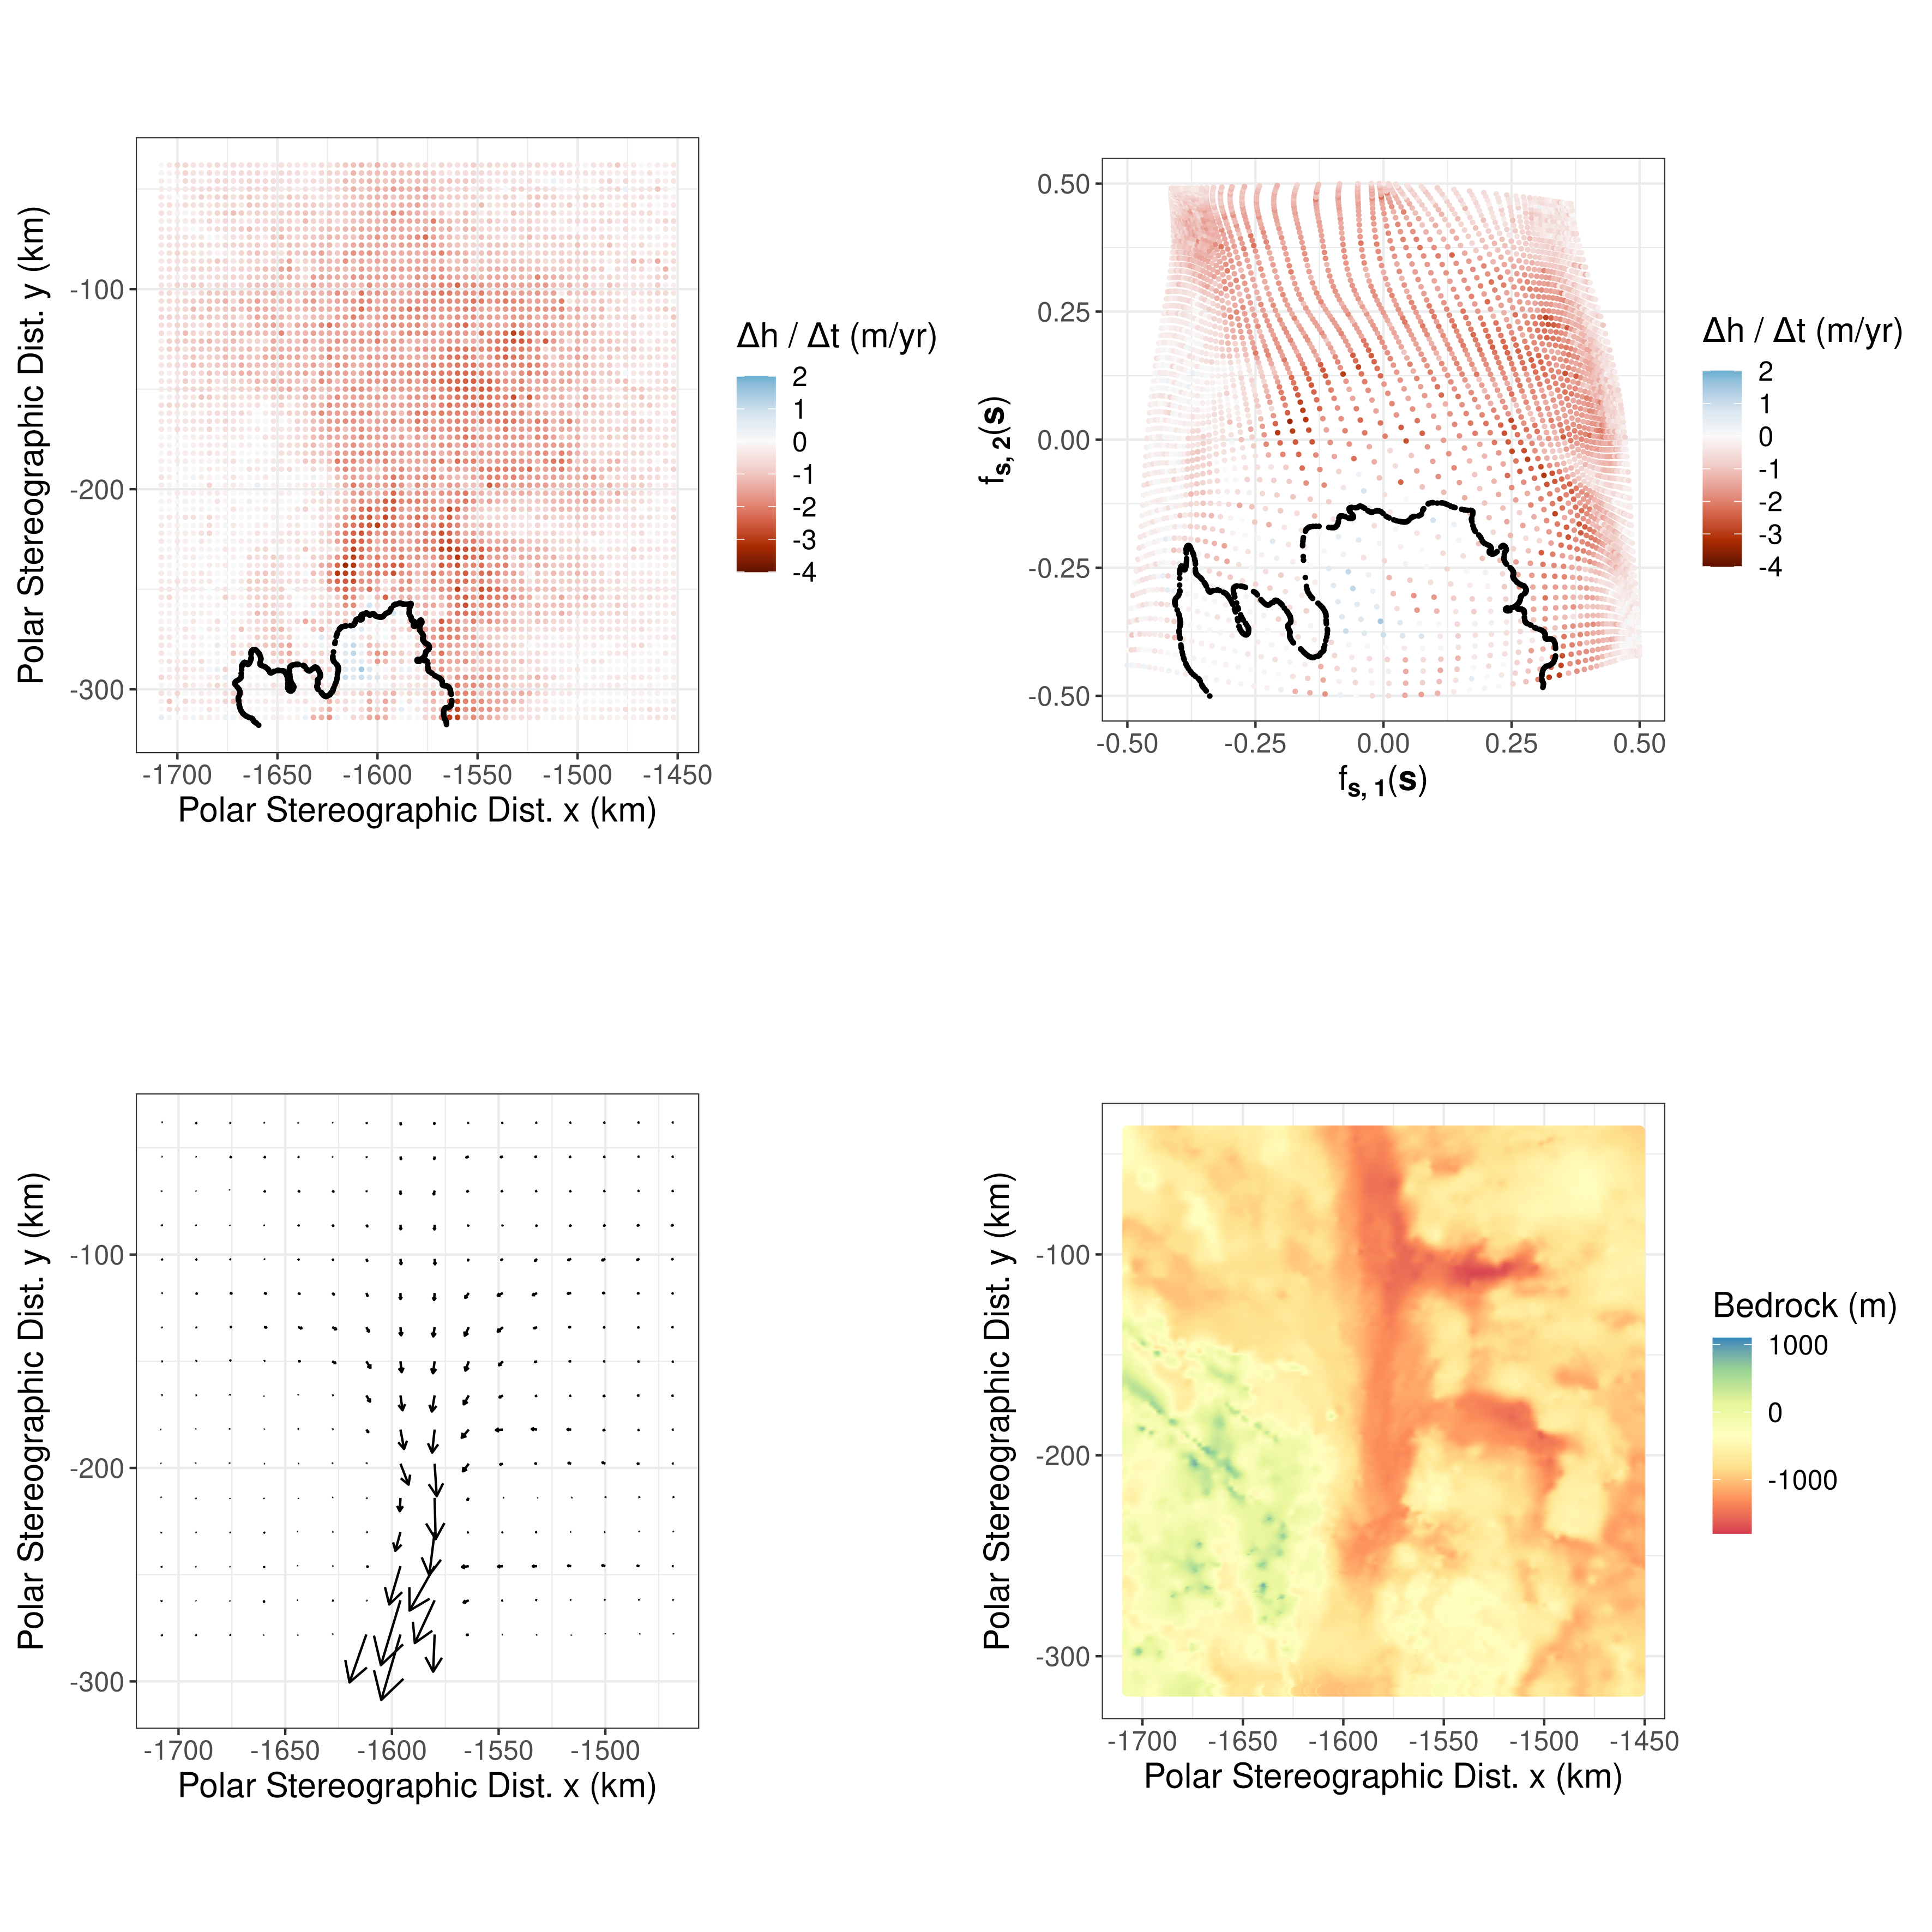 Polar Stereographic Dist. y (km)
-100
-200
-300
-1700 -1650 -1600 -1550 -1500 -1450
Polar Stereographic Dist. x (km)
Δh / Δt (m/yr)
2
1
0
-1
-2
-3
-4
f s, 2(s)
0.50
0.25
0.00
-0.25
-0.50
-0.50 -0.25 0.00 0.25 0.50
f s, 1(s)
Δh / Δt (m/yr)
2
1
0
-1
-2
-3
-4
Polar Stereographic Dist. y (km)
-100
-200
-300
-1700 -1650 -1600 -1550 -1500
Polar Stereographic Dist. x (km)
Polar Stereographic Dist. y (km)
-100
-200
-300
-1700 -1650 -1600 -1550 -1500 -1450
Polar Stereographic Dist. x (km)
Bedrock (m)
1000
0
-1000